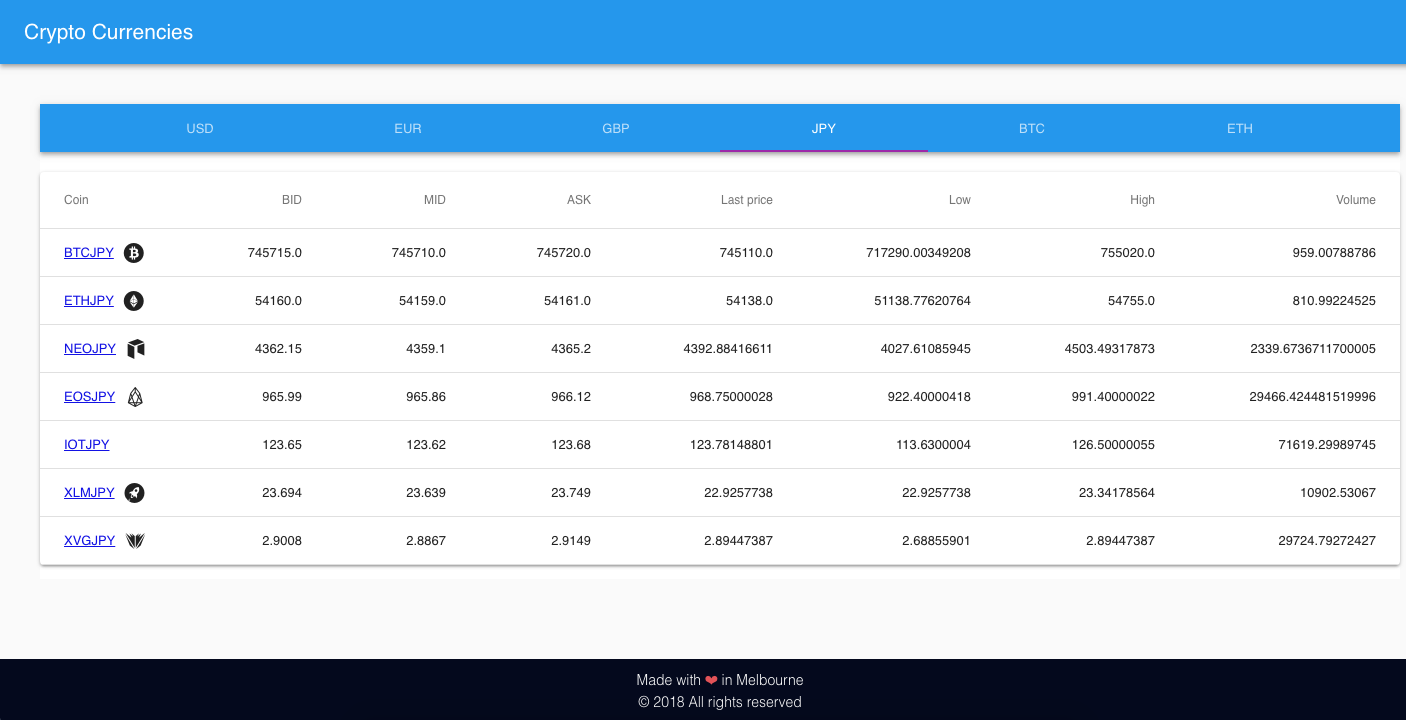 Crypto Currencies
USD EUR GBP JPY BTC ETH
Coin BID MID ASK Last price Low High Volume
BTCJPY 745715.0 745710.0 745720.0 745110.0 717290.00349208 755020.0 959.00788786
ETHJPY 54160.0 54159.0 54161.0 54138.0 51138.77620764 54755.0 810.99224525
NEOJPY 4362.15 4359.1 4365.2 4392.88416611 4027.61085945 4503.49317873 2339.6736711700005
EOSJPY 965.99 965.86 966.12 968.75000028 922.40000418 991.40000022 29466.424481519996
IOTJPY 123.65 123.62 123.68 123.78148801 113.6300004 126.50000055 71619.29989745
XLMJPY 23.694 23.639 23.749 22.9257738 22.9257738 23.34178564 10902.53067
XVGJPY 2.9008 2.8867 2.9149 2.89447387 2.68855901 2.89447387 29724.79272427
Made with ❤ in Melbourne
© 2018 All rights reserved